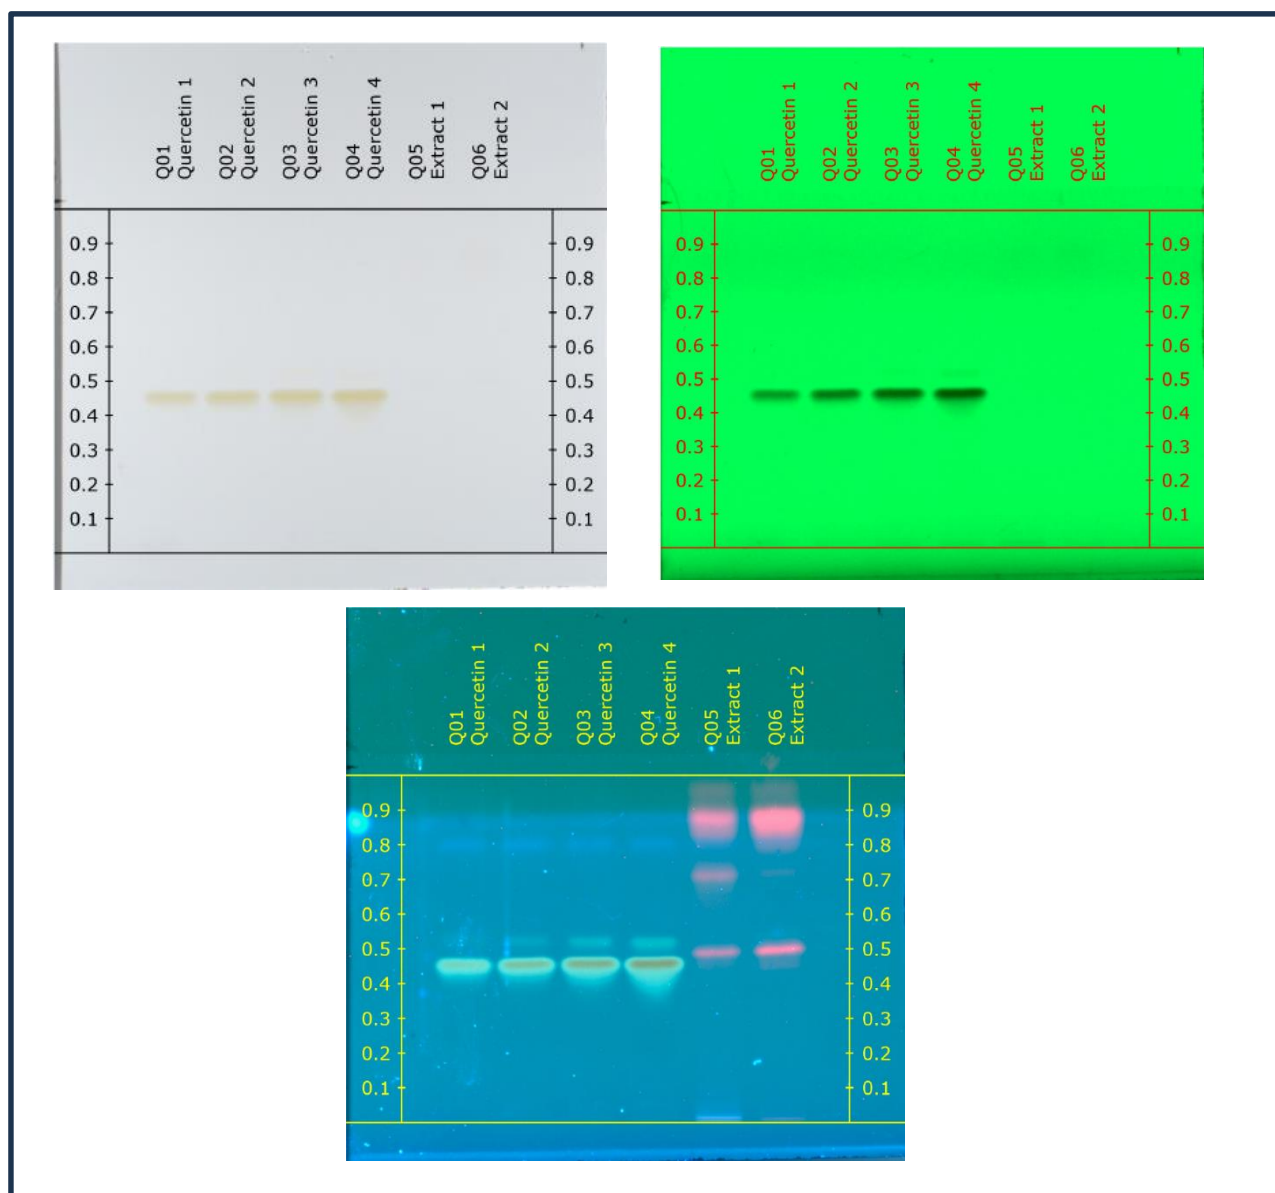 Q01
Quercetin 1
Q02
Quercetin 2
Q03
Quercetin 3
Q04
Quercetin 4
Q05
Extract 1
Q06
Extract 2
0.9 0.9
0.8 0.8
0.7 0.7
0.6 0.6
0.5 0.5
0.4 0.4
0.3 0.3
0.2 0.2
0.1 0.1
Q01
Quercetin 1
Q02
Quercetin 2
Q03
Quercetin 3
Q04
Quercetin 4
Q05
Extract 1
Q06
Extract 2
0.9 0.9
0.8 0.8
0.7 0.7
0.6 0.6
0.5 0.5
0.4 0.4
0.3 0.3
0.2 0.2
0.1 0.1
Q01
Quercetin 1
Q02
Quercetin 2
Q03
Quercetin 3
Q04
Quercetin 4
Q05
Extract 1
Q06
Extract 2
0.9 0.9
0.8 0.8
0.7 0.7
0.6 0.6
0.5 0.5
0.4 0.4
0.3 0.3
0.2 0.2
0.1 0.1